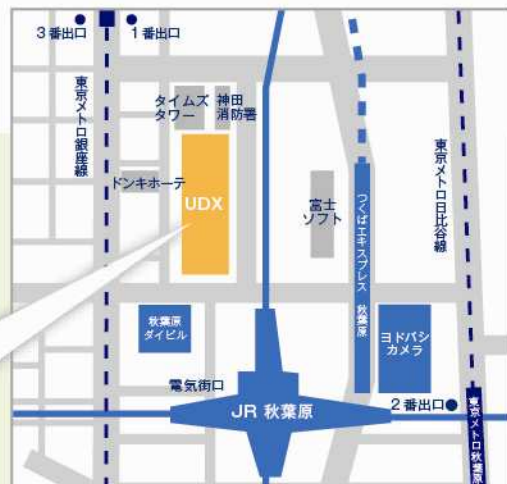 3番出口
1番出口
東京メトロ銀座線
タイムズ
タワー
神田
消防署
ドンキホーテ
UDX
富士
ソフト
つくばエキスプレス 秋葉原
東京メトロ日比谷線
秋葉原
ダイビル
ヨドバシ
カメラ
電気街口
JR 秋葉原
2番出口
東京メトロ秋葉原